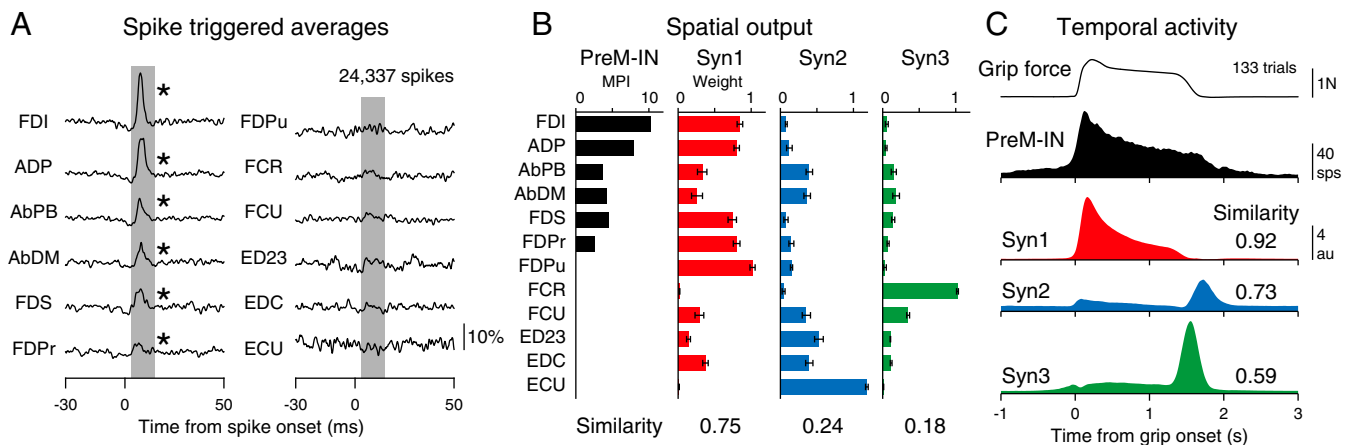 A Spike triggered averages
24,337 spikes
FDI *
ADP *
AbPB *
AbDM *
FDS *
FDPr *
FDPu
FCR
FCU
ED23
EDC
ECU
10%
-30 0 50
-30 0 50
Time from spike onset (ms)
B Spatial output
PreM-IN Syn1 Syn2 Syn3
MPI Weight
0 10 0 1 0 1 0 1
FDI
ADP
AbPB
AbDM
FDS
FDPr
FDPu
FCR
FCU
ED23
EDC
ECU
Similarity 0.75 0.24 0.18
C Temporal activity
Grip force 133 trials 1N
PreM-IN 40 sps
Similarity
Syn1 0.92 4 au
Syn2 0.73
Syn3 0.59
-1 0 1 2 3
Time from grip onset (s)